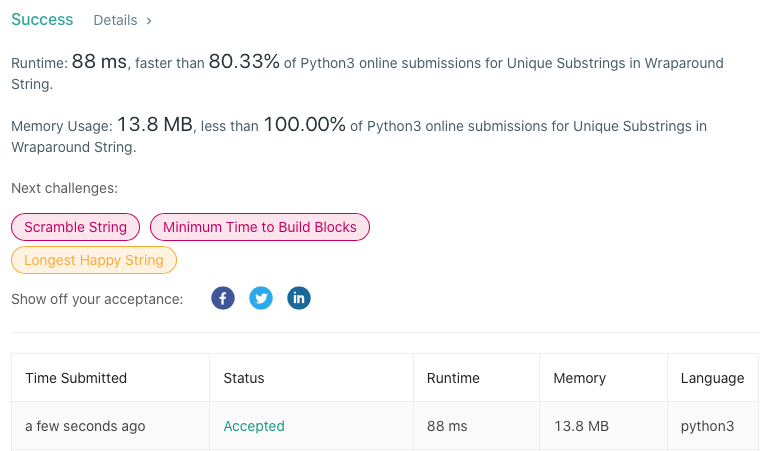 Success Details ›
Runtime: 88 ms, faster than 80.33% of Python3 online submissions for Unique Substrings in Wraparound
String.
Memory Usage: 13.8 MB, less than 100.00% of Python3 online submissions for Unique Substrings in
Wraparound String.
Next challenges:
Scramble String Minimum Time to Build Blocks
Longest Happy String
Show off your acceptance: f in
Time Submitted Status Runtime Memory Language
a few seconds ago Accepted 88 ms 13.8 MB python3